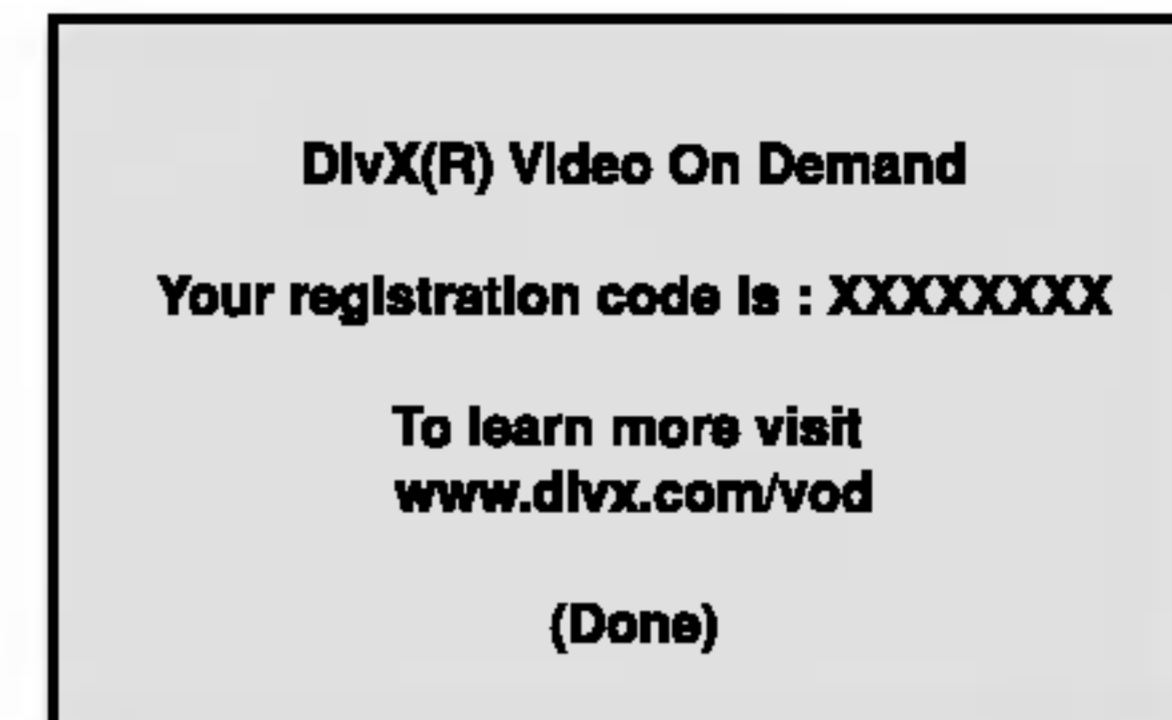 DivX(R) Video On Demand
Your registration code is : XXXXXXXX
To learn more visit
www.divx.com/vod
(Done)